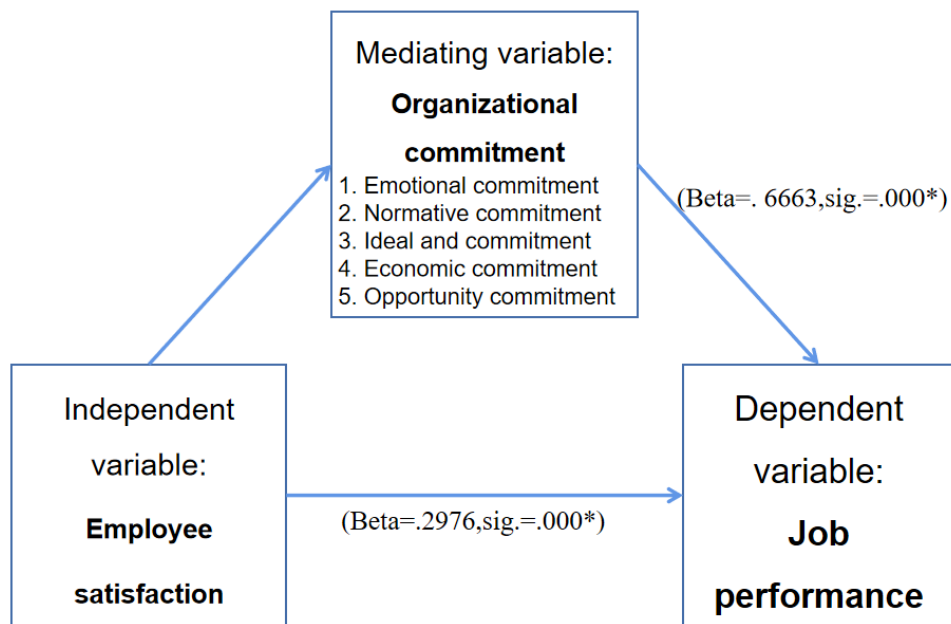 Mediating variable:
Organizational
commitment
1. Emotional commitment
2. Normative commitment
3. Ideal and commitment
4. Economic commitment
5. Opportunity commitment
(Beta=. 6663,sig.=.000*)
Independent
variable:
Employee
satisfaction
(Beta=.2976,sig.=.000*)
Dependent
variable:
Job
performance